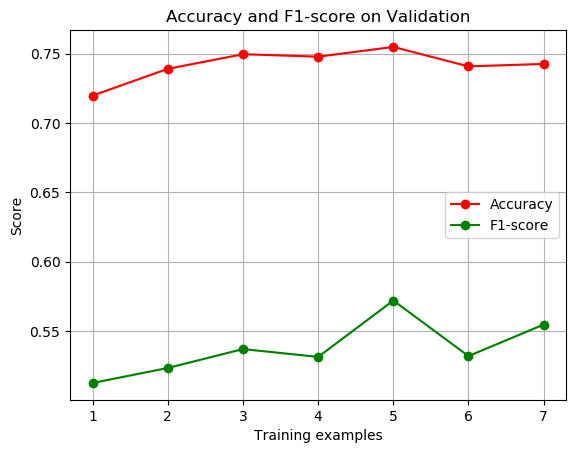 Accuracy and F1-score on Validation
0.75
0.70
0.65
0.60
0.55
Score
Accuracy
F1-score
1 2 3 4 5 6 7
Training examples